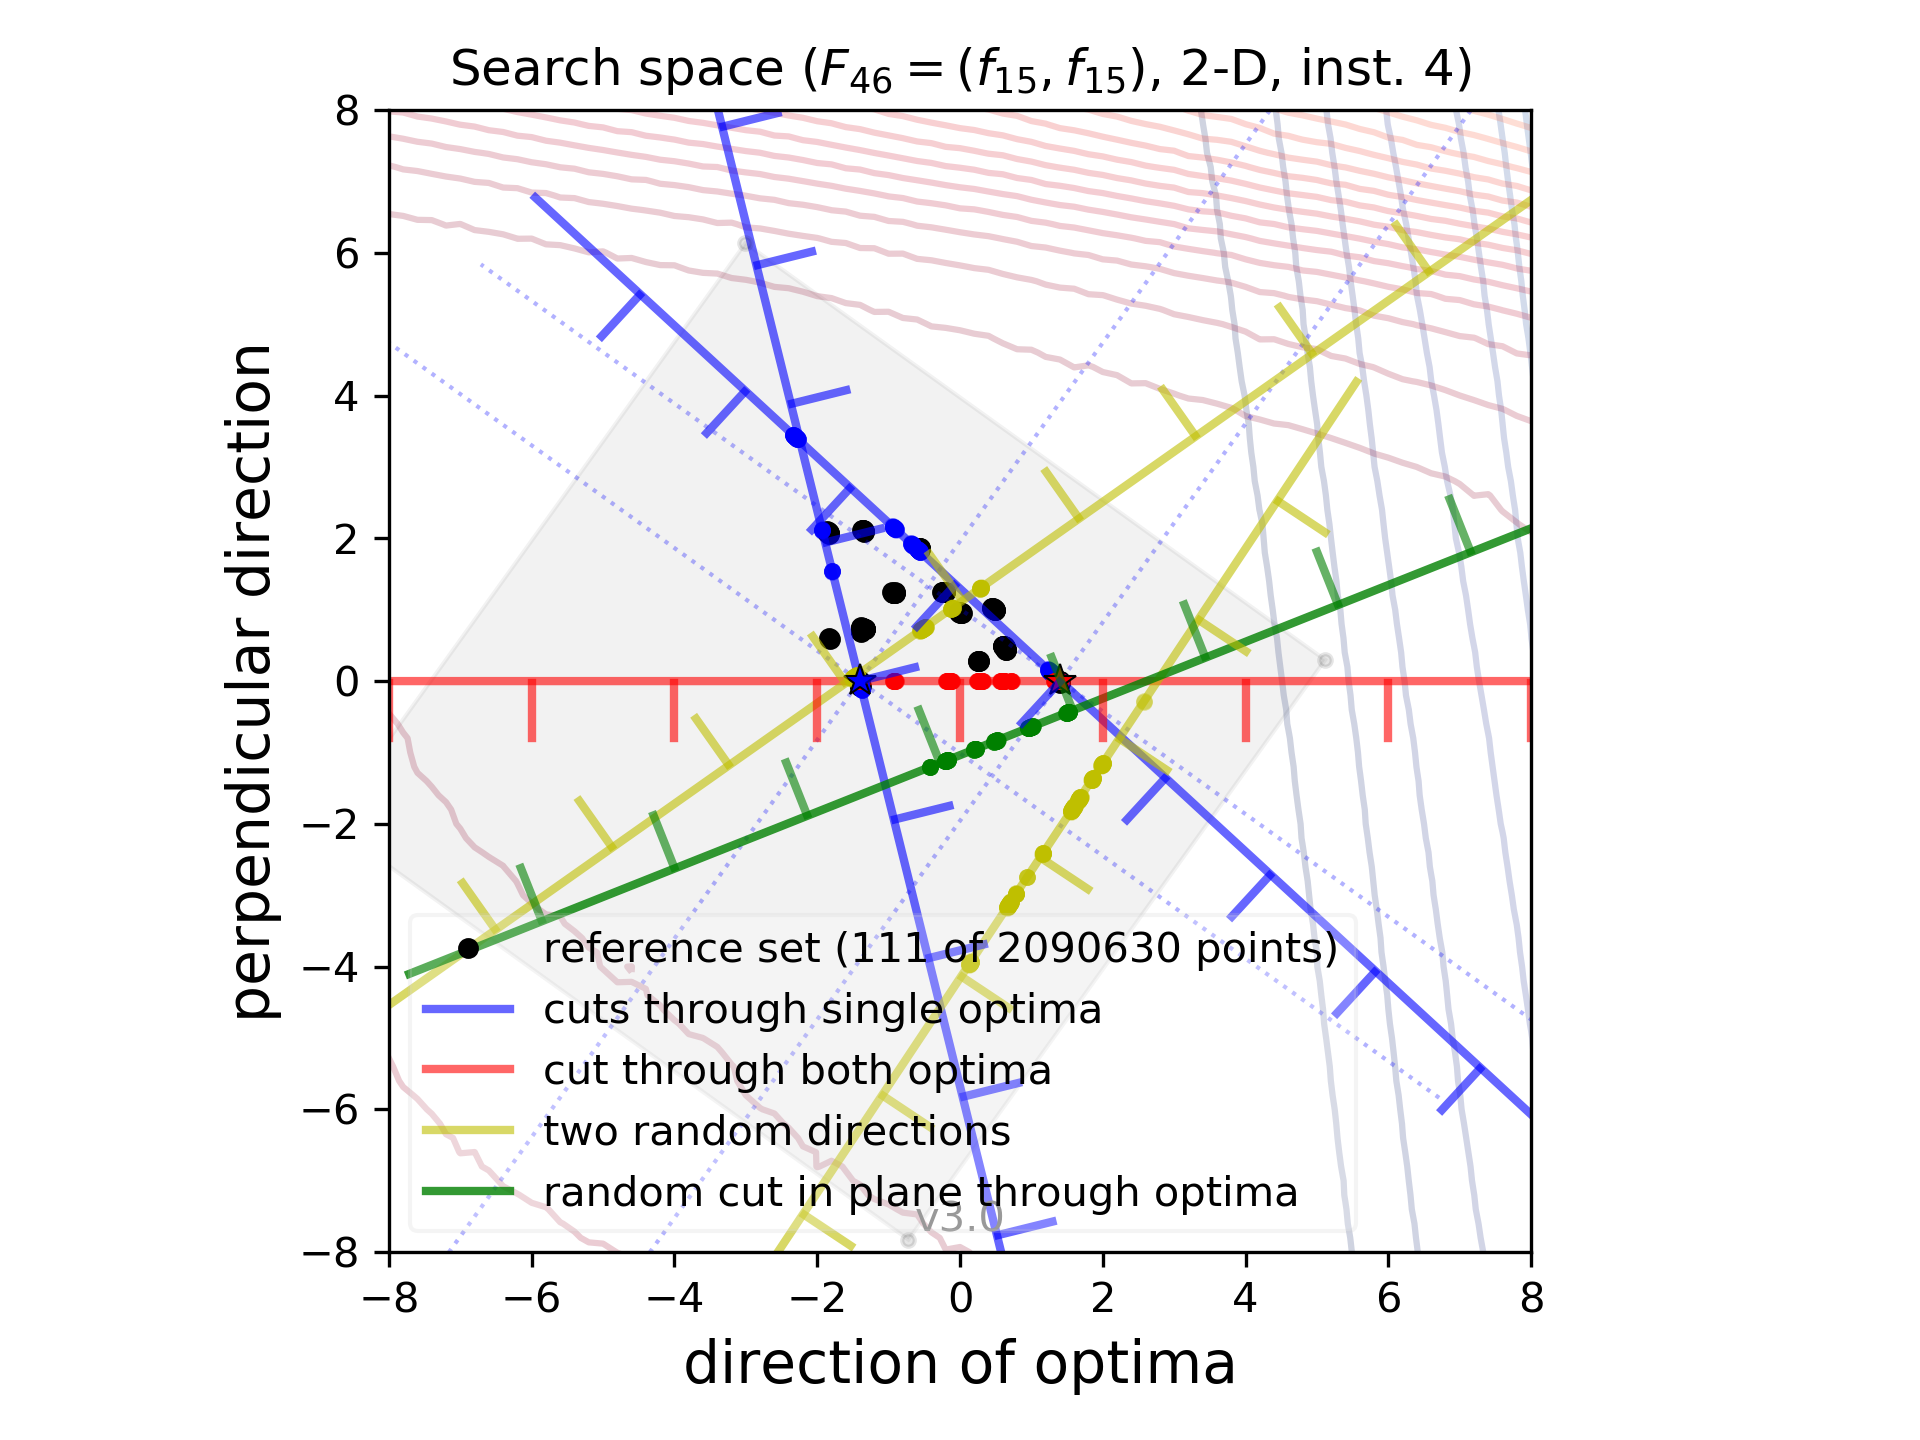 Search space (F46 = (f15, f15), 2-D, inst. 4)
8
6
4
2
0
−2
−4
−6
−8
perpendicular direction
reference set (111 of 2090630 points)
cuts through single optima
cut through both optima
two random directions
random cut in plane through optima
v3.0
−8 −6 −4 −2 0 2 4 6 8
direction of optima